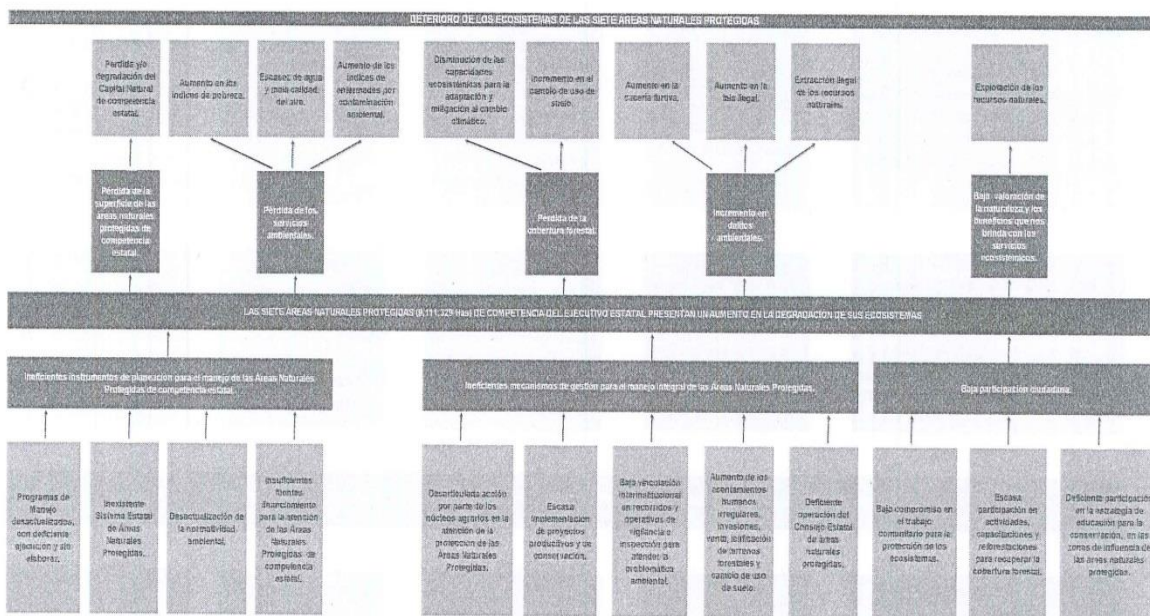 DETERIORO DE LOS ECOSISTEMAS DE LAS SIETE ÁREAS NATURALES PROTEGIDAS
Perdida y/o
degradación del
Capital Natural
de competencia
estatal.
Aumento en los
índices de pobreza.
Escases de agua
y mala calidad
del aire.
Aumento de los
índices de
enfermedades por
contaminación
ambiental.
Disminución de las
capacidades
ecosistémicas para la
adaptación y
mitigación al cambio
climático.
Incremento en el
cambio de uso de
suelo.
Aumento en la
cacería furtiva.
Aumento en la
tala ilegal.
Extracción ilegal
de los recursos
naturales.
Explotación de los
recursos naturales.
Pérdida de la
superficie de las
áreas naturales
protegidas de
competencia
estatal.
Pérdida de los
servicios
ambientales.
Pérdida de la
cobertura forestal.
Incremento en
delitos
ambientales.
Baja valoración de
la naturaleza y los
beneficios que nos
brinda con los
servicios
ecosistémicos.
LAS SIETE ÁREAS NATURALES PROTEGIDAS DE COMPETENCIA DEL EJECUTIVO ESTATAL PRESENTAN UN AUMENTO EN LA DEGRADACIÓN DE SUS ECOSISTEMAS
Ineficientes instrumentos de planeación para el manejo de las Áreas Naturales
Protegidas de competencia estatal.
Ineficientes mecanismos de gestión para el manejo integral de las Áreas Naturales Protegidas.
Baja participación ciudadana.
Programas de
Manejo
desactualizados,
con deficiente
ejecución y sin
elaborar.
Inexistente
Sistema Estatal
de Áreas
Naturales
Protegidas.
Desactualización
de la normatividad
ambiental.
Insuficientes
fuentes
financiamiento
para la atención
de las Áreas
Naturales
Protegidas de
competencia
estatal.
Desarticulada acción
por parte de los
núcleos agrarios en la
atención de la
protección de las
Áreas Naturales
Protegidas.
Escasa
implementación
de proyectos
productivos y de
conservación.
Baja vinculación
interinstitucional
en recorridos y
operativos de
vigilancia e
inspección para
atender la
problemática
ambiental.
Aumento de los
asentamientos
humanos
irregulares,
invasiones,
venta, lotificación
de terrenos
forestales y
cambio de uso
de suelo.
Deficiente
operación del
Consejo Estatal
de áreas
naturales
protegidas.
Bajo compromiso en
el trabajo
comunitario para la
protección de los
ecosistemas.
Escasa
participación en
actividades,
capacitaciones y
reforestaciones
para recuperar la
cobertura forestal.
Deficiente participación
en la estrategia de
educación para la
conservación, en las
zonas de influencia de
las áreas naturales
protegidas.